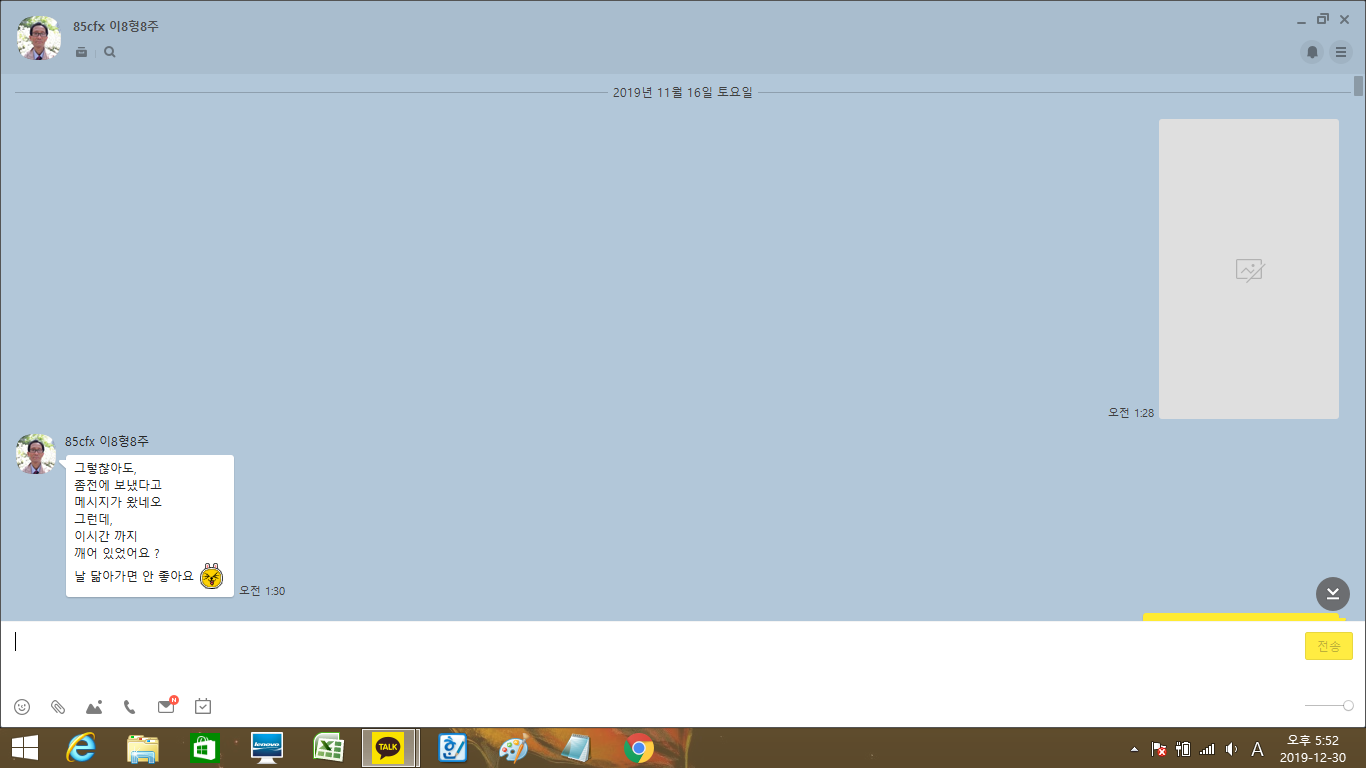 85cfx 이8형8주
2019년 11월 16일 토요일
오전 1:28
85cfx 이8형8주
그렇찮아도,
좀전에 보냈다고
메시지가 왔네오
그런데,
이시간 까지
깨어 있었어요 ?
날 닮아가면 안 좋아요
오전 1:30
전송
N
lenovo
TALK
한
A
오후 5:52
2019-12-30